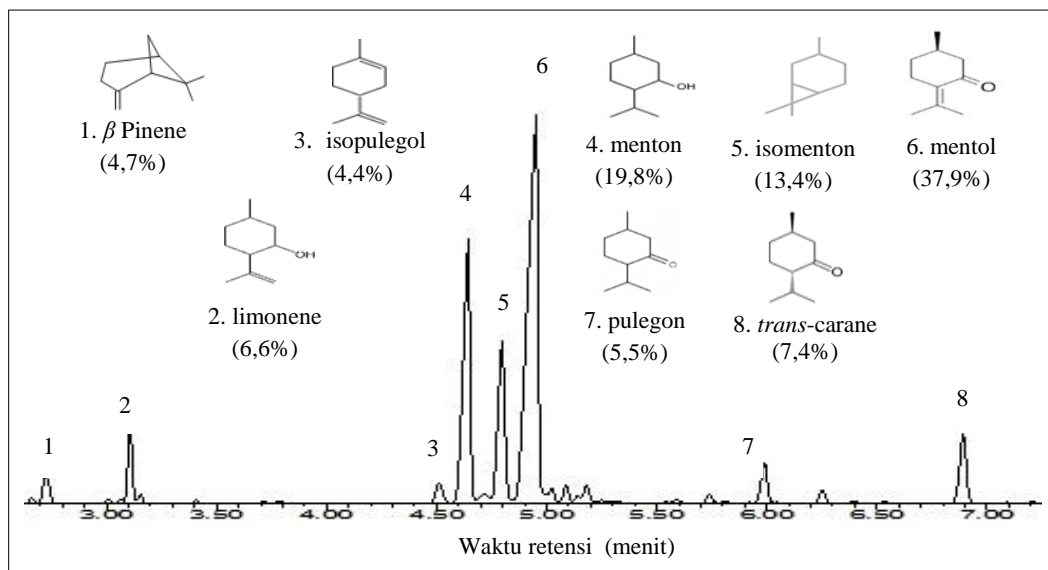 6
1. β Pinene
(4,7%)
3. isopulegol
(4,4%)
OH
4. menton
(19,8%)
5. isomenton
(13,4%)
O
6. mentol
(37,9%)
OH
2. limonene
(6,6%)
4
5
O
7. pulegon
(5,5%)
O
8. trans-carane
(7,4%)
1
2
3
7
8
3.00 3.50 4.00 4.50 5.00 5.50 6.00 6.50 7.00
Waktu retensi (menit)